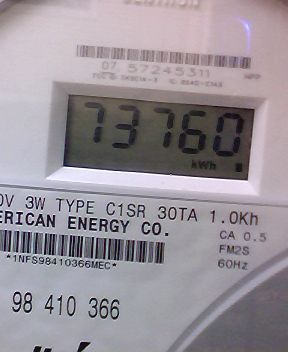 07 57245311
73760
kWh
0V 3W TYPE C1SR 30TA 1.0Kh
ERICAN ENERGY CO.
CA 0.5
FM2S
*1NFS98410366MEC*
60Hz
98 410 366